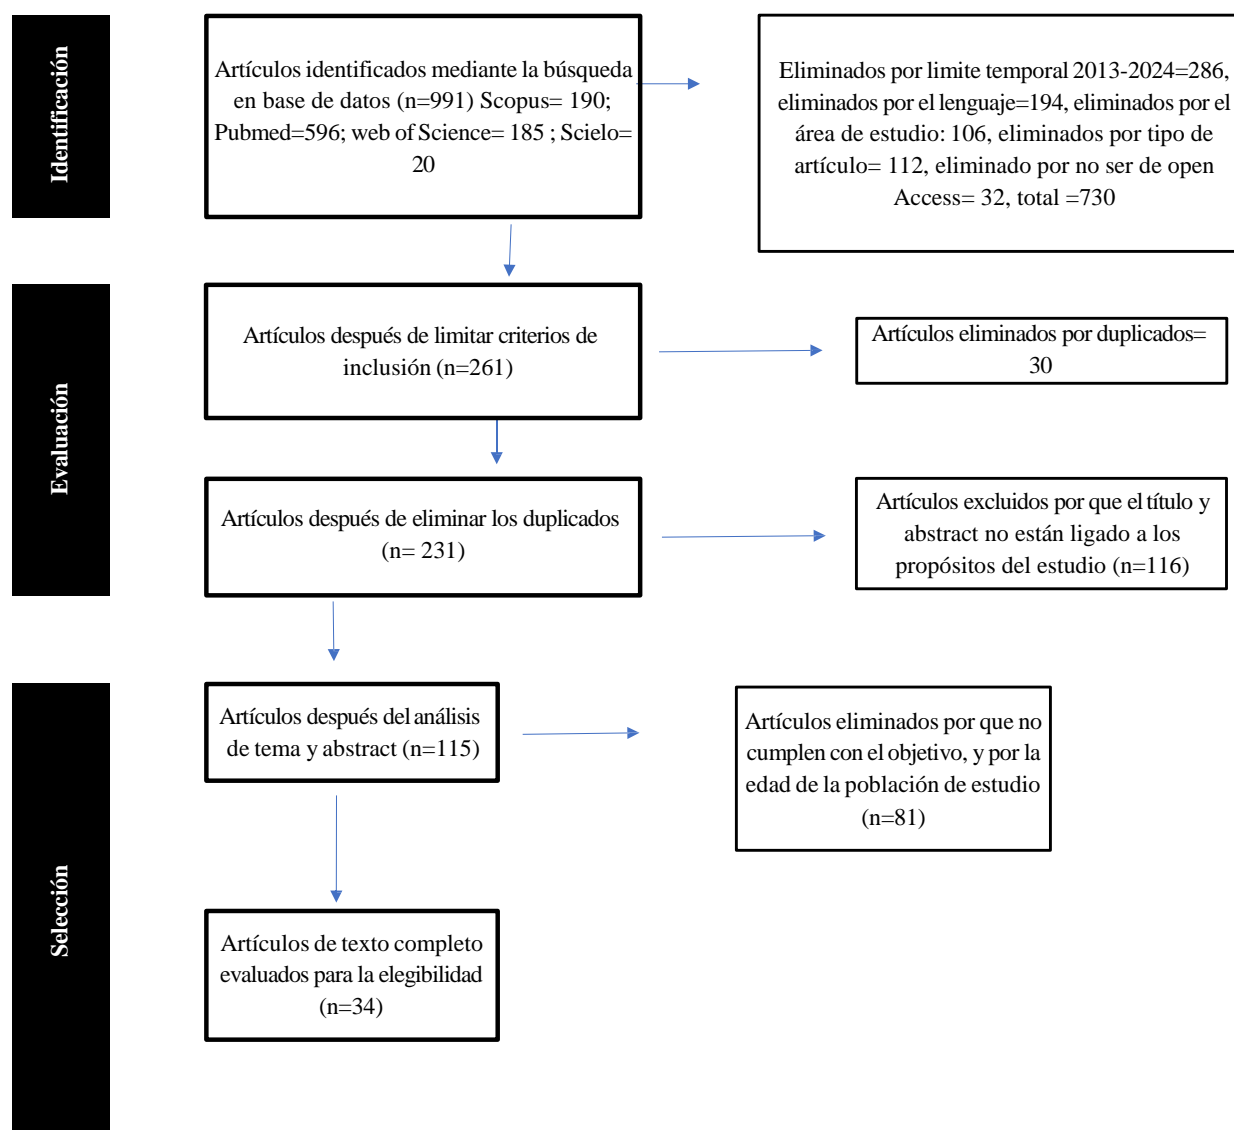 Identificación
Artículos identificados mediante la búsqueda
en base de datos (n=991) Scopus= 190;
Pubmed=596; web of Science= 185 ; Scielo=
20
Eliminados por limite temporal 2013-2024=286,
eliminados por el lenguaje=194, eliminados por el
área de estudio: 106, eliminados por tipo de
artículo= 112, eliminado por no ser de open
Access= 32, total =730
Evaluación
Artículos después de limitar criterios de
inclusión (n=261)
Artículos eliminados por duplicados=
30
Artículos después de eliminar los duplicados
(n= 231)
Artículos excluidos por que el título y
abstract no están ligado a los
propósitos del estudio (n=116)
Selección
Artículos después del análisis
de tema y abstract (n=115)
Artículos eliminados por que no
cumplen con el objetivo, y por la
edad de la población de estudio
(n=81)
Artículos de texto completo
evaluados para la elegibilidad
(n=34)